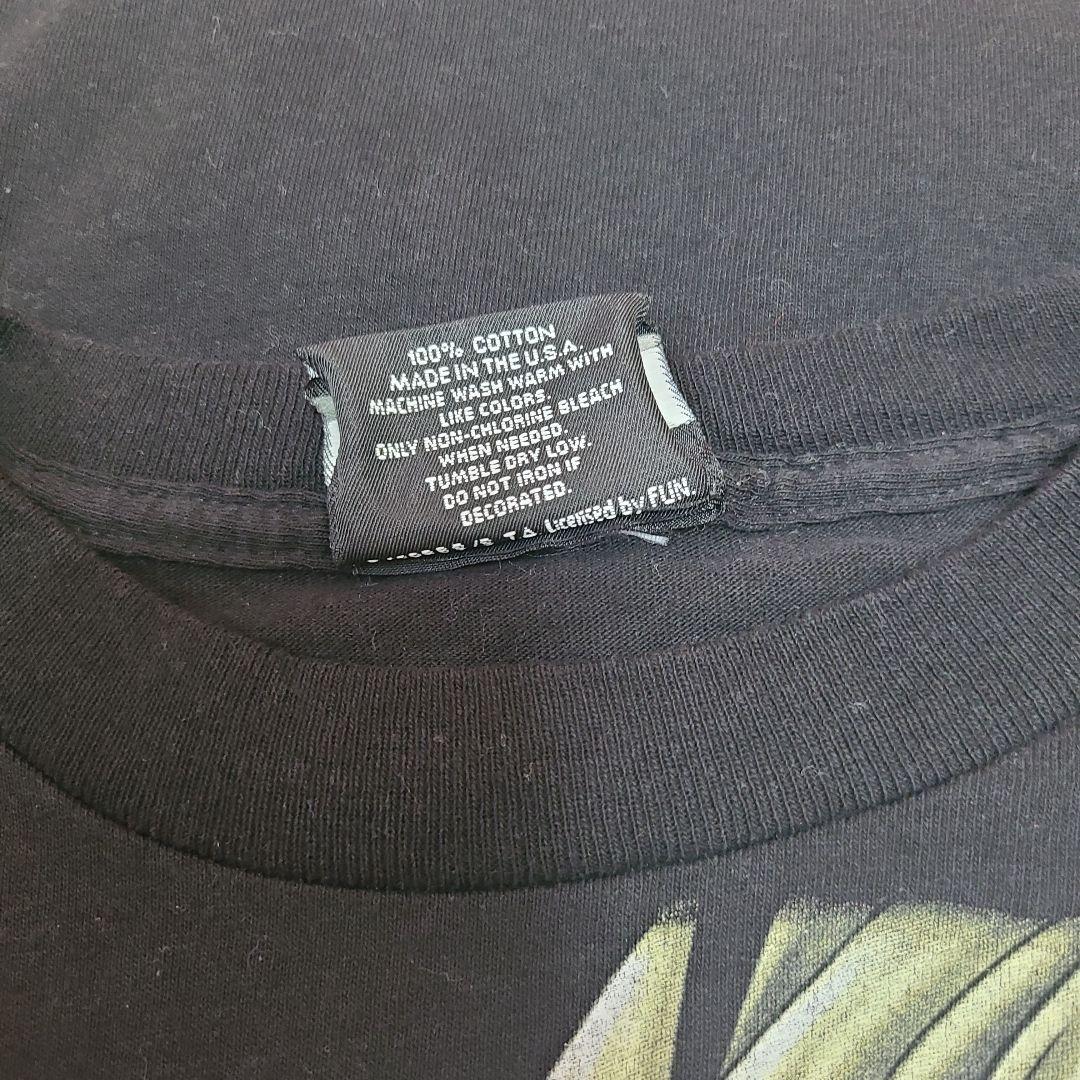 100% COTTON
MADE IN THE U.S.A.
MACHINE WASH WARM WITH
LIKE COLORS.
ONLY NON-CHLORINE BLEACH
WHEN NEEDED.
TUMBLE DRY LOW.
DO NOT IRON IF
DECORATED.
Licensed by FUN.